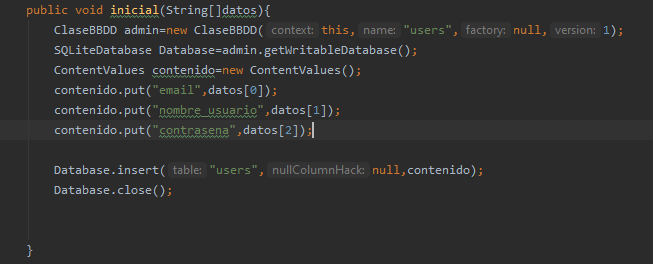 public void inicial(String[]datos){
ClaseBBDD admin=new ClaseBBDD( context: this, name: "users", factory: null, version: 1);
SQLiteDatabase Database=admin.getWritableDatabase();
ContentValues contenido=new ContentValues();
contenido.put("email",datos[0]);
contenido.put("nombre_usuario",datos[1]);
contenido.put("contrasena",datos[2]);
Database.insert( table: "users", nullColumnHack: null,contenido);
Database.close();
}